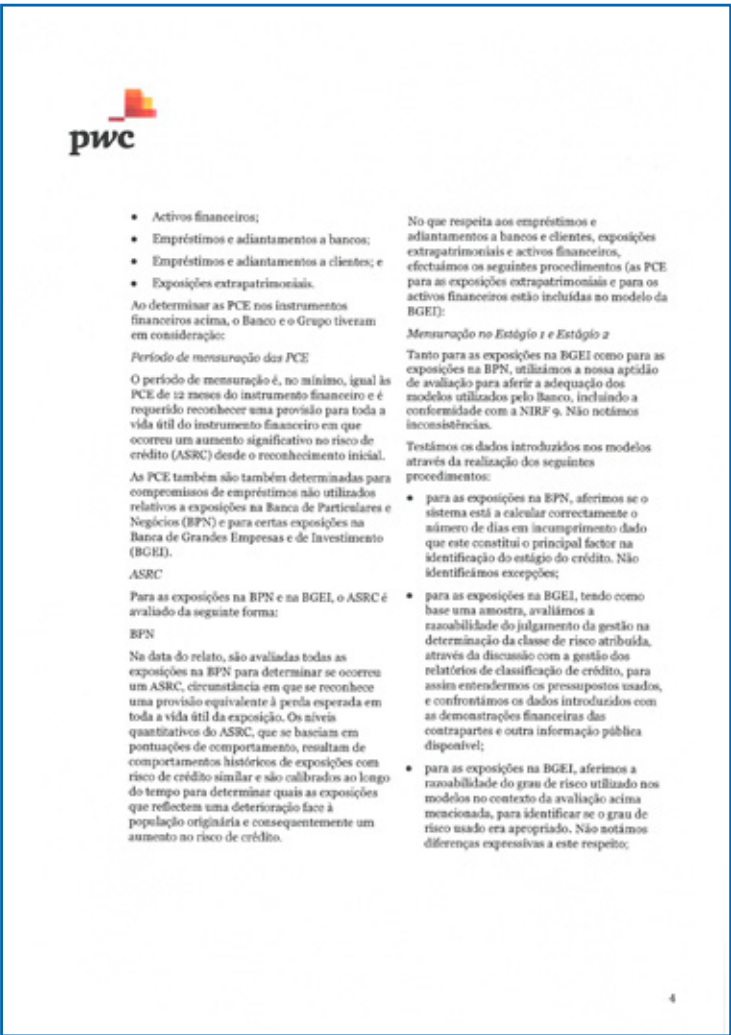 pwc
• Activos financeiros;
• Empréstimos e adiantamentos a bancos;
• Empréstimos e adiantamentos a clientes; e
• Exposições extrapatrimoniais.
Ao determinar as PCE nos instrumentos
financeiros acima, o Banco e o Grupo tiveram
em consideração:
Período de mensuração das PCE
O período de mensuração é, no mínimo, igual às
PCE de 12 meses do instrumento financeiro e é
requerido reconhecer uma provisão para toda a
vida útil do instrumento financeiro em que
ocorreu um aumento significativo no risco de
crédito (ASRC) desde o reconhecimento inicial.
As PCE também são também determinadas para
compromissos de empréstimos não utilizados
relativos a exposições na Banca de Particulares e
Negócios (BPN) e para certas exposições na
Banca de Grandes Empresas e de Investimento
(BGEI).
ASRC
Para as exposições na BPN e na BGEI, o ASRC é
avaliado da seguinte forma:
BPN
Na data do relato, são avaliadas todas as
exposições na BPN para determinar se ocorreu
um ASRC, circunstância em que se reconhece
uma provisão equivalente à perda esperada em
toda a vida útil da exposição. Os níveis
quantitativos do ASRC, que se basciam em
pontuações de comportamento, resultam de
comportamentos históricos de exposições com
risco de crédito similar e são calibrados ao longo
do tempo para determinar quais as exposições
que reflectem uma deterioração face à
população originária e consequentemente um
aumento no risco de crédito.
No que respeita aos empréstimos e
adiantamentos a bancos e clientes, exposições
extrapatrimoniais e activos financeiros,
efectuámos os seguintes procedimentos (as PCE
para as exposições extrapatrimoniais e para os
activos financeiros estão incluídas no modelo da
BGEI):
Mensuração no Estágio 1 e Estágio 2
Tanto para as exposições na BGEI como para as
exposições na BPN, utilizámos a nossa aptidão
de avaliação para aferir a adequação dos
modelos utilizados pelo Banco, incluindo a
conformidade com a NIRF 9. Não notámos
inconsistências.
Testámos os dados introduzidos nos modelos
através da realização dos seguintes
procedimentos:
• para as exposições na BPN, aferimos se o
sistema está a calcular correctamente o
número de dias em incumprimento dado
que este constitui o principal factor na
identificação do estágio do crédito. Não
identificámos excepções;
• para as exposições na BGEI, tendo como
base uma amostra, avaliámos a
razoabilidade do julgamento da gestão na
determinação da classe de risco atribuída,
através da discussão com a gestão dos
relatórios de classificação de crédito, para
assim entendermos os pressupostos usados,
e confrontámos os dados introduzidos com
as demonstrações financeiras das
contrapartes e outra informação pública
disponível;
• para as exposições na BGEI, aferimos a
razoabilidade do grau de risco utilizado nos
modelos no contexto da avaliação acima
mencionada, para identificar se o grau de
risco usado era apropriado. Não notámos
diferenças expressivas a este respeito;
4